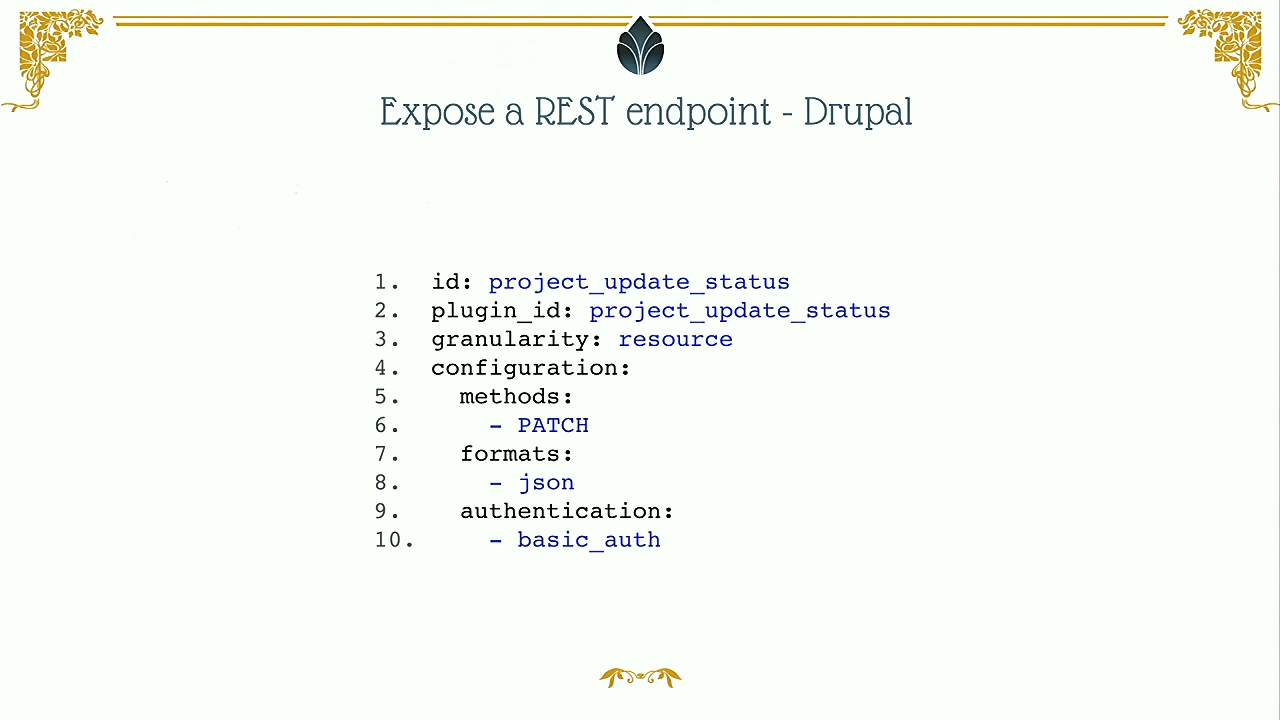 Expose a REST endpoint - Drupal
1. id: project_update_status
2. plugin_id: project_update_status
3. granularity: resource
4. configuration:
5.   methods:
6.     - PATCH
7.   formats:
8.     - json
9.   authentication:
10.     - basic_auth